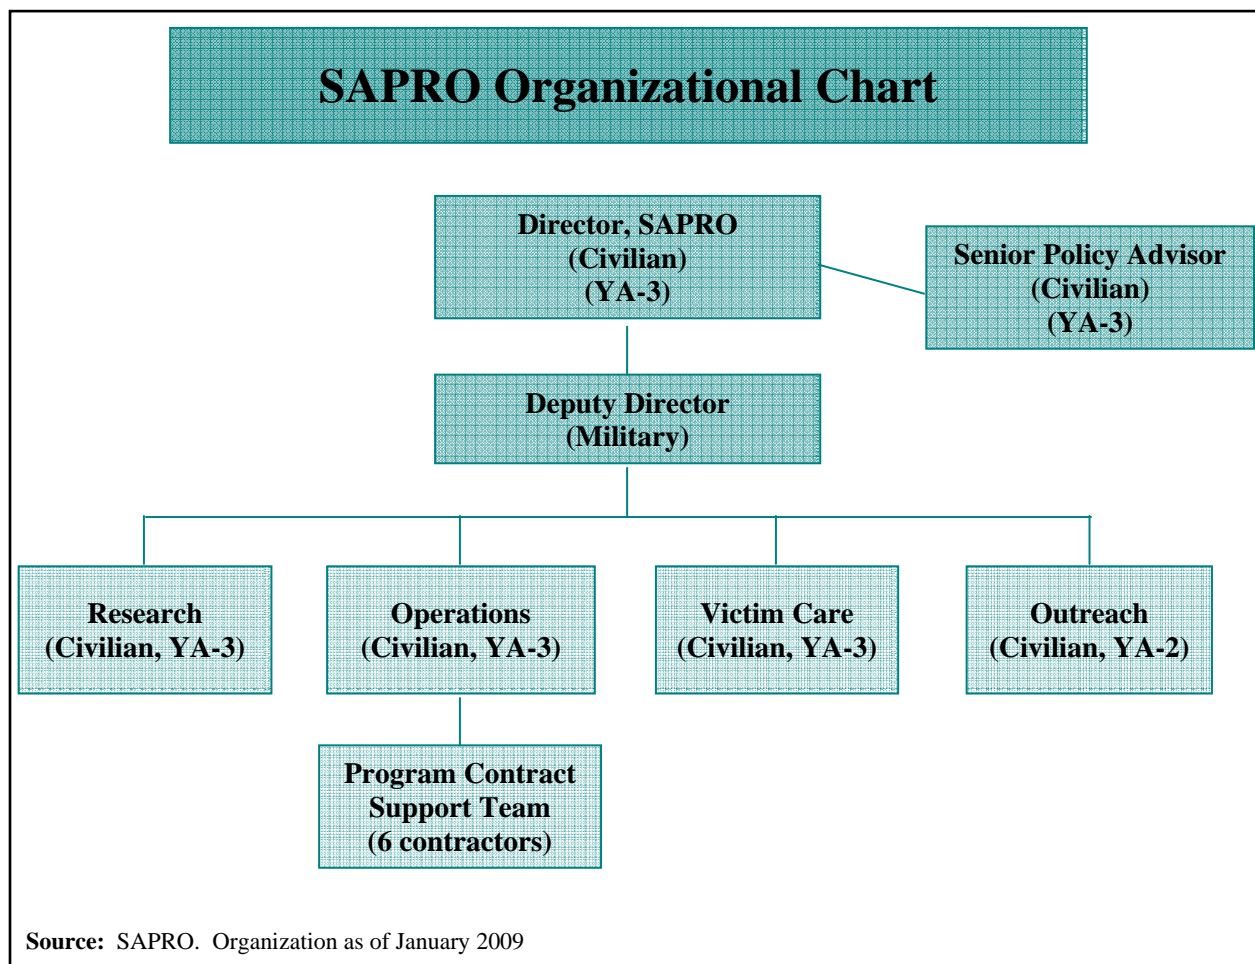 SAPRO Organizational Chart
Director, SAPRO
(Civilian)
(YA-3)
Senior Policy Advisor
(Civilian)
(YA-3)
Deputy Director
(Military)
Research
(Civilian, YA-3)
Operations
(Civilian, YA-3)
Victim Care
(Civilian, YA-3)
Outreach
(Civilian, YA-2)
Program Contract
Support Team
(6 contractors)
Source: SAPRO. Organization as of January 2009